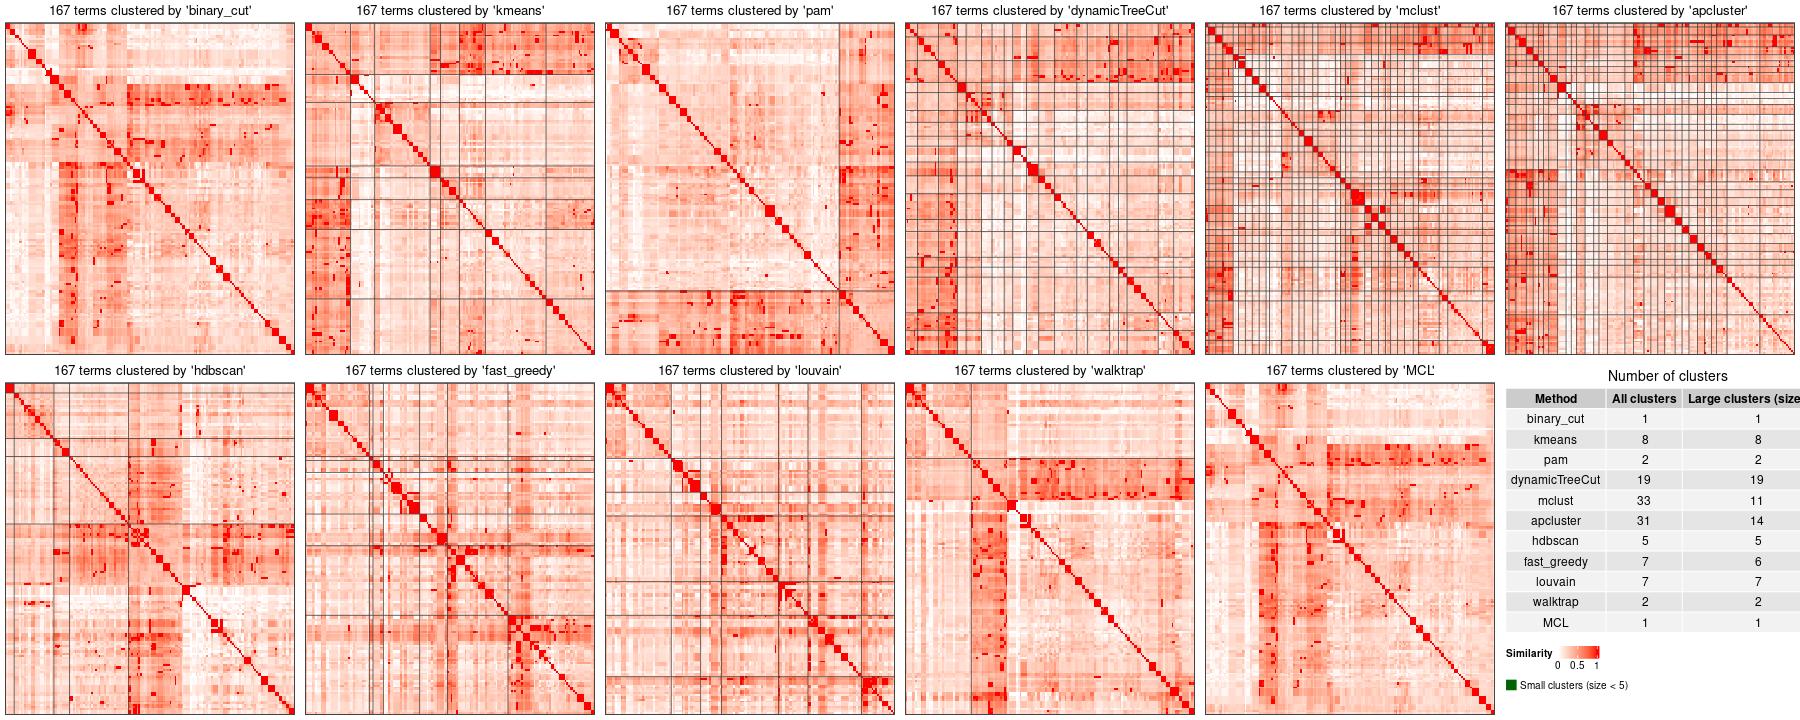 167 terms clustered by 'binary_cut'
167 terms clustered by 'kmeans'
167 terms clustered by 'pam'
167 terms clustered by 'dynamicTreeCut'
167 terms clustered by 'mclust'
167 terms clustered by 'apcluster'
167 terms clustered by 'hdbscan'
167 terms clustered by 'fast_greedy'
167 terms clustered by 'louvain'
167 terms clustered by 'walktrap'
167 terms clustered by 'MCL'
Number of clusters
Method All clusters Large clusters (size
binary_cut 1 1
kmeans 8 8
pam 2 2
dynamicTreeCut 19 19
mclust 33 11
apcluster 31 14
hdbscan 5 5
fast_greedy 7 6
louvain 7 7
walktrap 2 2
MCL 1 1
Similarity
0 0.5 1
Small clusters (size < 5)